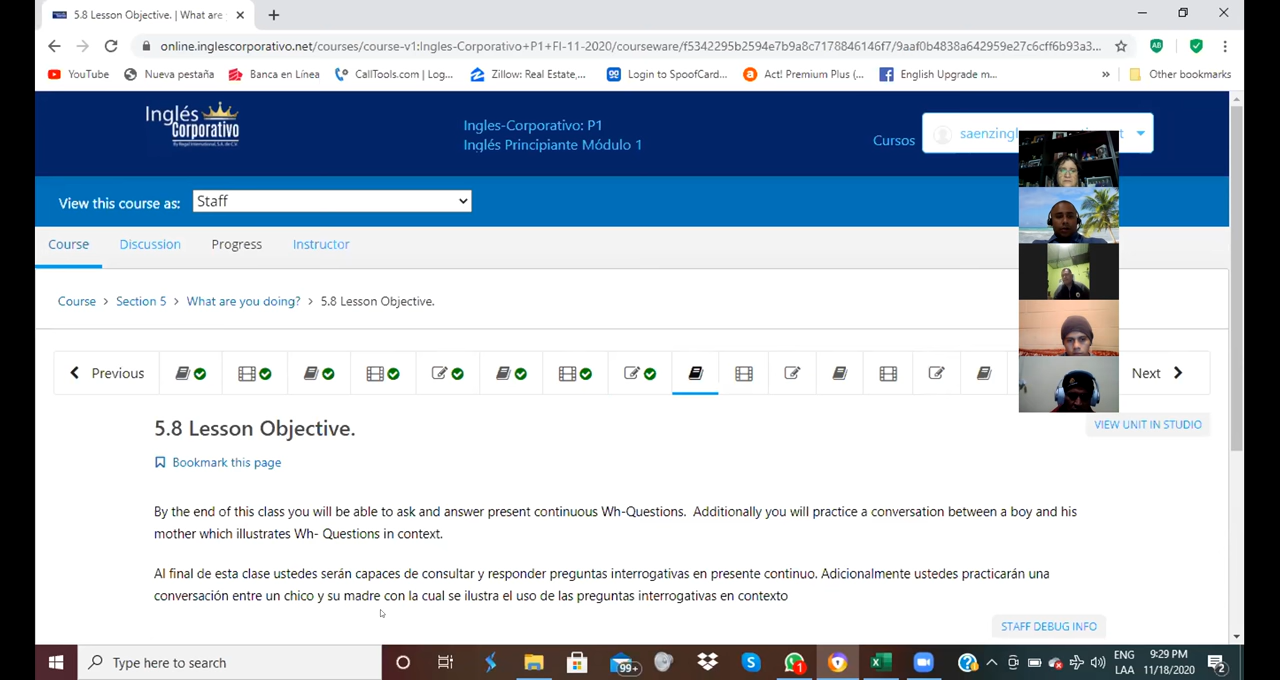 5.8 Lesson Objective. | What are
online.inglescorporativo.net/courses/course-v1:Ingles-Corporativo+P1+FI-11-2020/courseware/f5342295b2594e7b9a8c7178846146f7/9aaf0b4838a642959e27c6cff6b93a3...
YouTube Nueva pestaña Banca en Línea CallTools.com | Log... Zillow: Real Estate,... Login to SpoofCard... Act! Premium Plus (... English Upgrade m... » Other bookmarks
Inglés
Corporativo
By Regal International, S.A. de C.V.
Ingles-Corporativo: P1
Inglés Principiante Módulo 1
Cursos
View this course as: Staff
Course Discussion Progress Instructor
Course > Section 5 > What are you doing? > 5.8 Lesson Objective.
Previous Next
5.8 Lesson Objective.
VIEW UNIT IN STUDIO
Bookmark this page
By the end of this class you will be able to ask and answer present continuous Wh-Questions. Additionally you will practice a conversation between a boy and his
mother which illustrates Wh- Questions in context.
Al final de esta clase ustedes serán capaces de consultar y responder preguntas interrogativas en presente continuo. Adicionalmente ustedes practicarán una
conversación entre un chico y su madre con la cual se ilustra el uso de las preguntas interrogativas en contexto
STAFF DEBUG INFO
Type here to search
99+
1
ENG
LAA
9:29 PM
11/18/2020
2